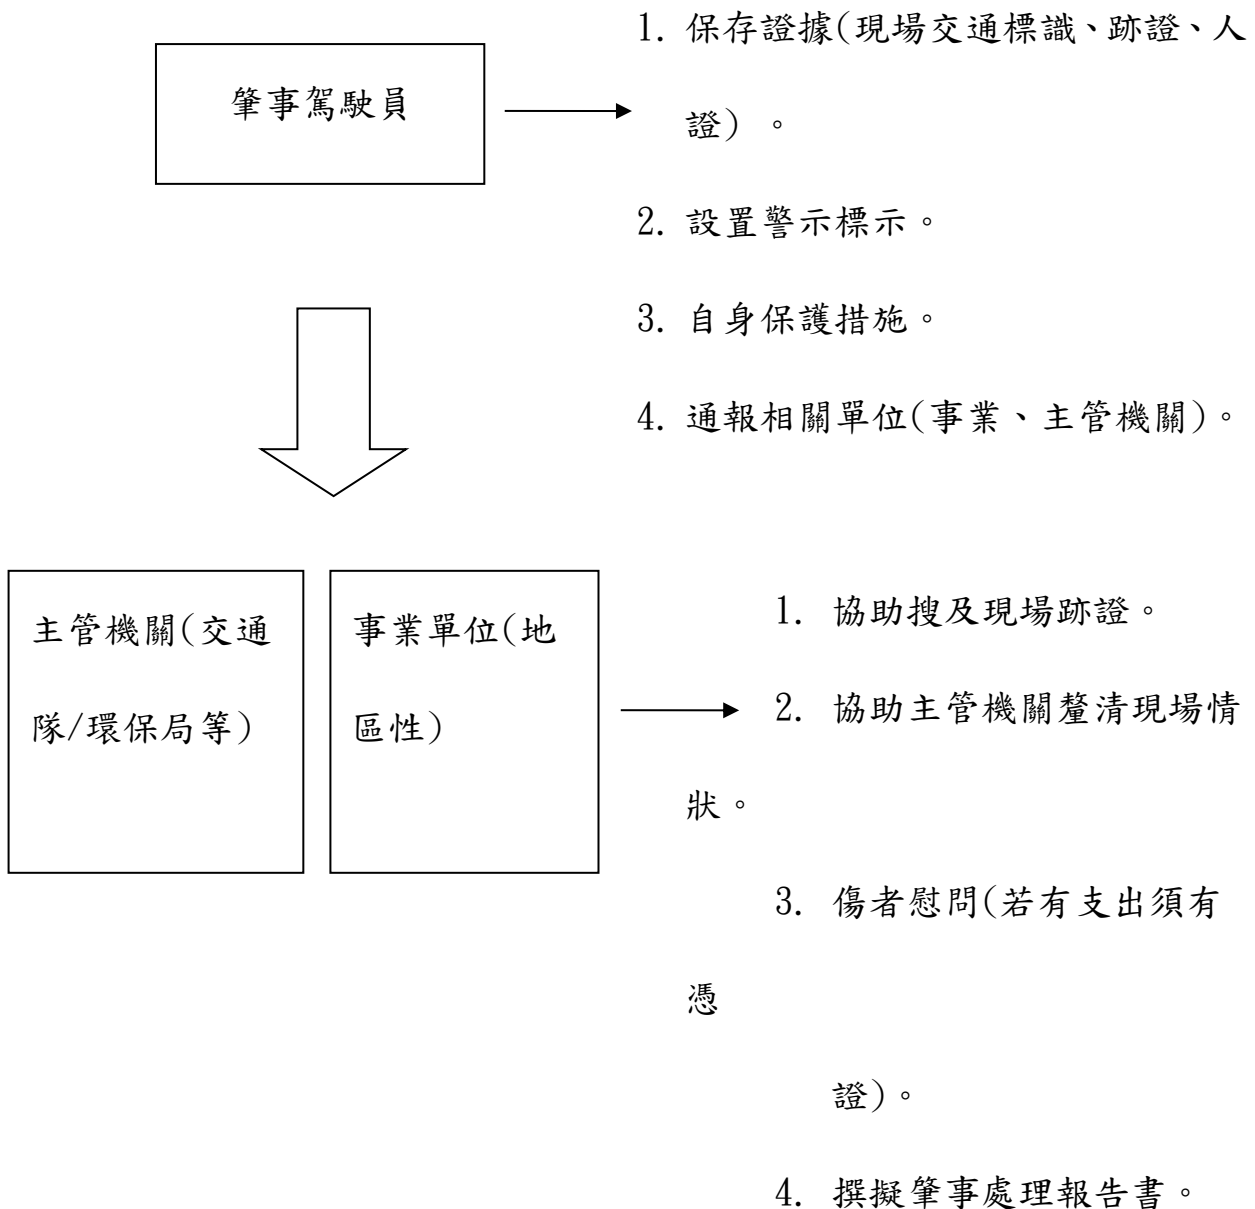 肇事駕駛員
1. 保存證據(現場交通標識、跡證、人
證) 。
2. 設置警示標示。
3. 自身保護措施。
4. 通報相關單位(事業、主管機關)。
主管機關(交通
隊/環保局等)
事業單位(地
區性)
1. 協助搜及現場跡證。
2. 協助主管機關釐清現場情
狀。
3. 傷者慰問(若有支出須有
憑
證)。
4. 撰擬肇事處理報告書。